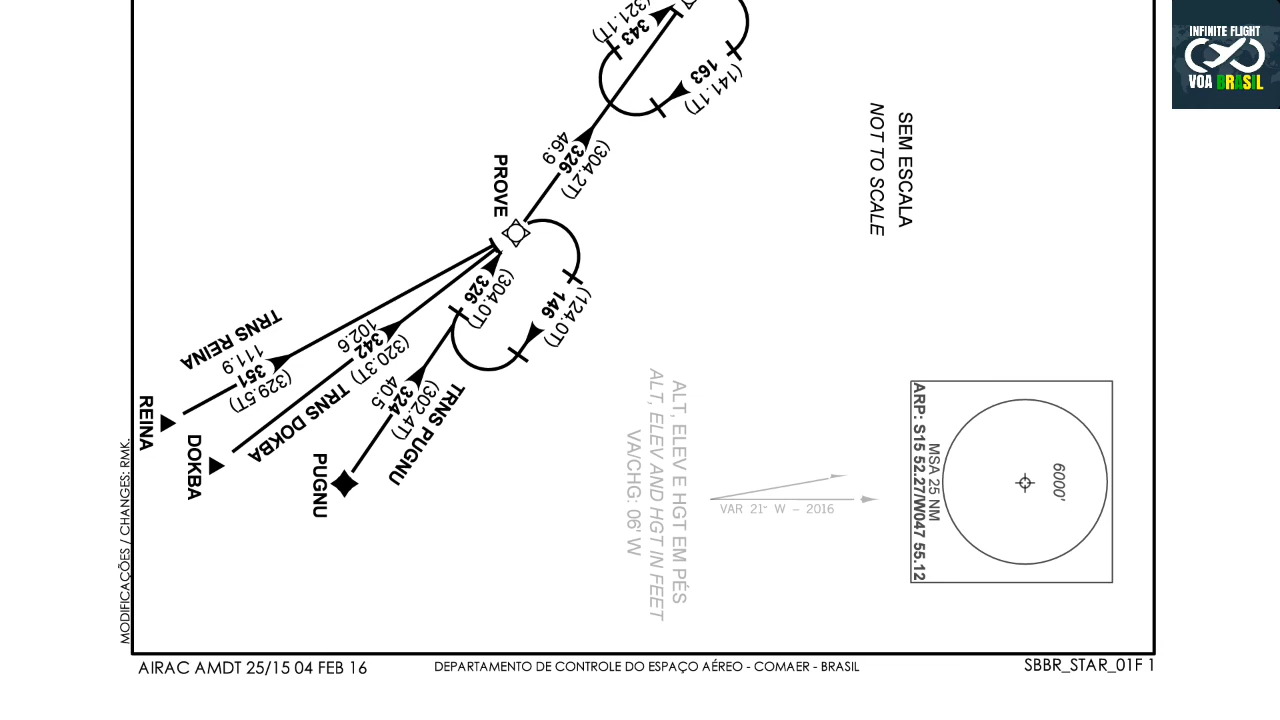 INFINITE FLIGHT
VOA BRASIL
(321.1T)
343
163
(141.1T)
46.9
326
(304.2T)
PROVE
SEM ESCALA
NOT TO SCALE
326
(304.0T)
146
(124.0T)
TRNS REINA
111.9
351
(329.5T)
102.6
342
(320.3T)
TRNS DOKBA
40.5
324
(302.4T)
TRNS PUGNU
REINA
DOKBA
PUGNU
ALT, ELEV E HGT EM PÉS
ALT, ELEV AND HGT IN FEET
VA/CHG: 06' W
VAR 21° W – 2016
6000'
MSA 25 NM
ARP: S15 52.27/W047 55.12
MODIFICAÇÕES / CHANGES: RMK.
AIRAC AMDT 25/15 04 FEB 16
DEPARTAMENTO DE CONTROLE DO ESPAÇO AÉREO - COMAER - BRASIL
SBBR_STAR_01F 1